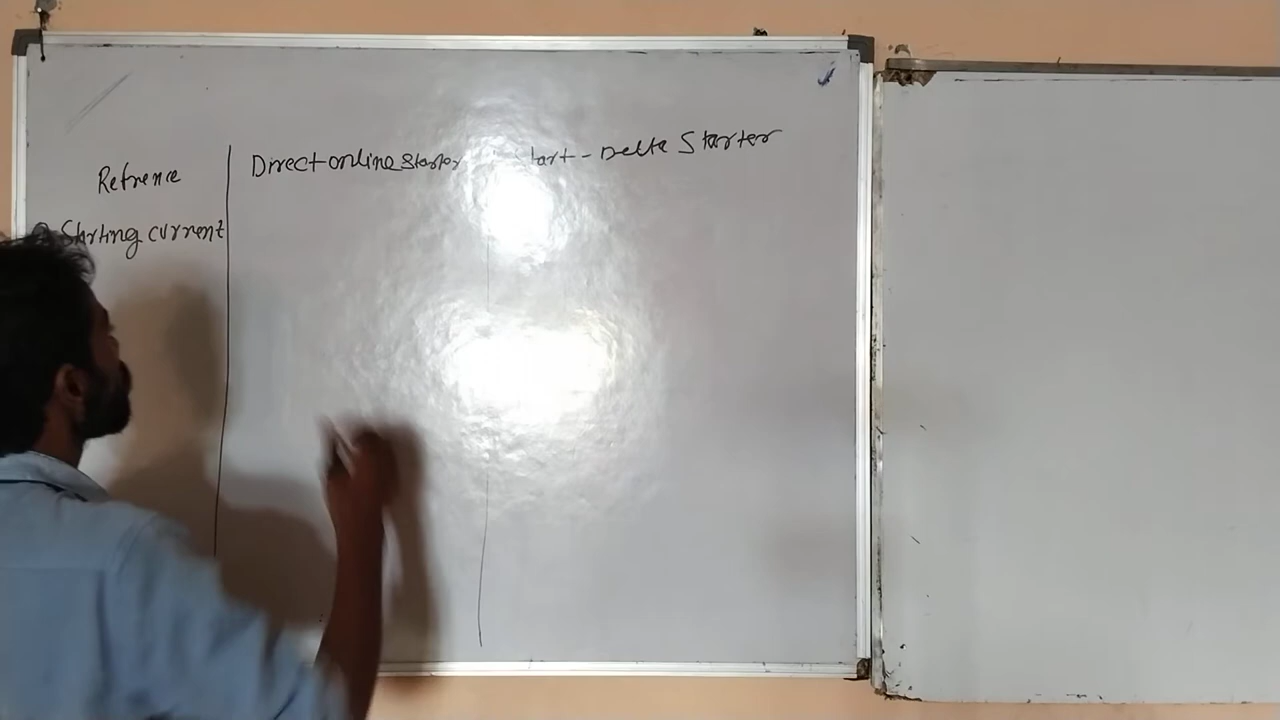 Refrence Direct online Starter tart - Delta Starter
Starting current